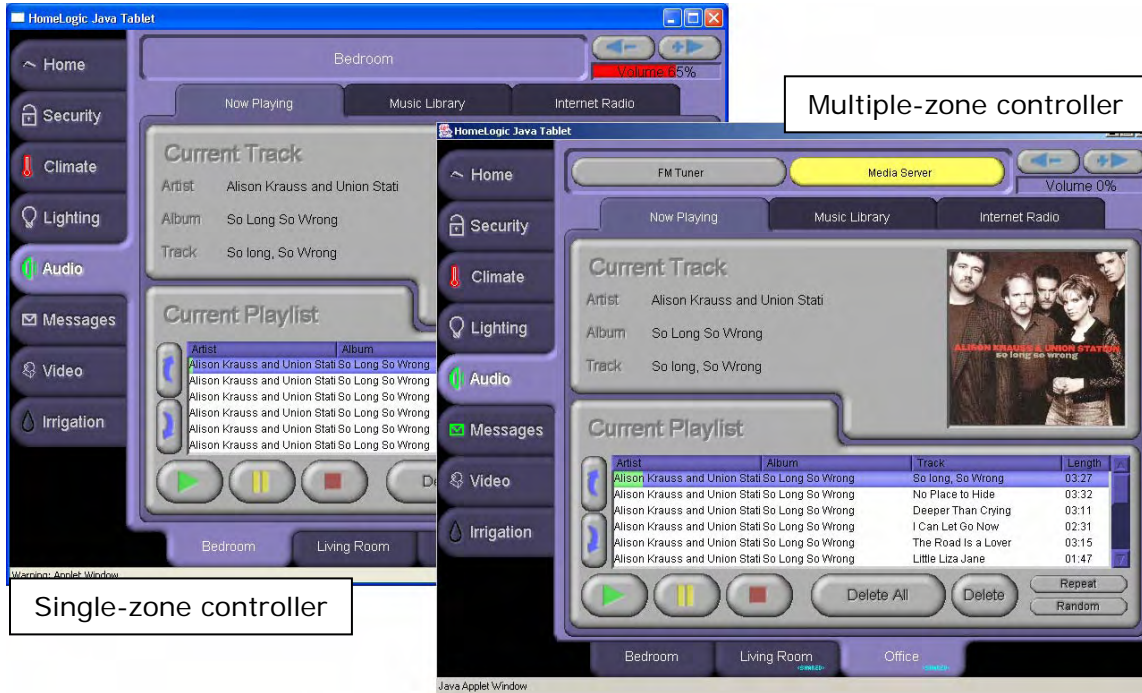 HomeLogic Java Tablet
Home
Security
Climate
Lighting
Audio
Messages
Video
Irrigation
Bedroom
Volume 65%
Now Playing Music Library Internet Radio
Current Track
Artist Alison Krauss and Union Stati
Album So Long So Wrong
Track So long, So Wrong
Current Playlist
Artist Album
Alison Krauss and Union Stati So Long So Wrong
Alison Krauss and Union Stati So Long So Wrong
Alison Krauss and Union Stati So Long So Wrong
Alison Krauss and Union Stati So Long So Wrong
Alison Krauss and Union Stati So Long So Wrong
Alison Krauss and Union Stati So Long So Wrong
De
Bedroom Living Room
Warning: Applet Window
Single-zone controller
Multiple-zone controller
HomeLogic Java Tablet
Home
Security
Climate
Lighting
Audio
Messages
Video
Irrigation
FM Tuner Media Server
Volume 0%
Now Playing Music Library Internet Radio
Current Track
Artist Alison Krauss and Union Stati
Album So Long So Wrong
Track So long, So Wrong
ALISON KRAUSS & UNION STATION
so long so wrong
Current Playlist
Artist Album Track Length
Alison Krauss and Union Stati So Long So Wrong So long, So Wrong 03:27
Alison Krauss and Union Stati So Long So Wrong No Place to Hide 03:32
Alison Krauss and Union Stati So Long So Wrong Deeper Than Crying 03:11
Alison Krauss and Union Stati So Long So Wrong I Can Let Go Now 02:31
Alison Krauss and Union Stati So Long So Wrong The Road Is a Lover 03:15
Alison Krauss and Union Stati So Long So Wrong Little Liza Jane 01:47
Delete All Delete
Repeat
Random
Bedroom Living Room Office
<SHARED> <SHARED>
Java Applet Window